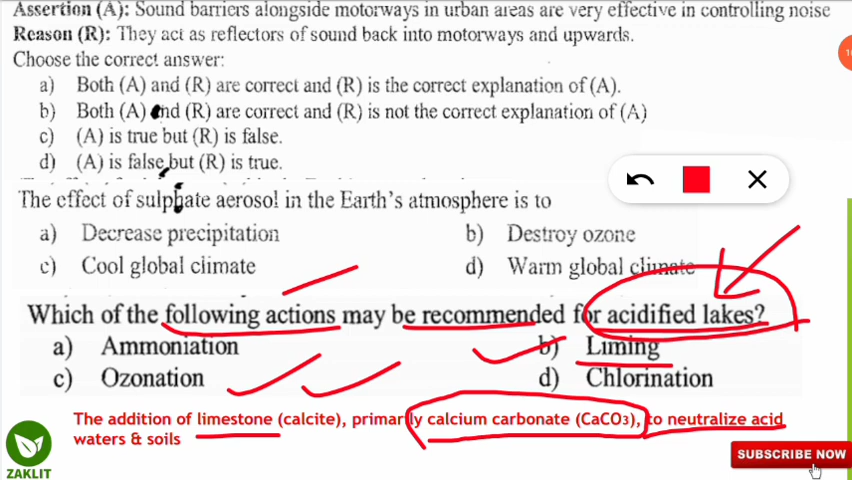 Assertion (A): Sound barriers alongside motorways in urban areas are very effective in controlling noise
Reason (R): They act as reflectors of sound back into motorways and upwards.
Choose the correct answer:
a) Both (A) and (R) are correct and (R) is the correct explanation of (A).
b) Both (A) and (R) are correct and (R) is not the correct explanation of (A)
c) (A) is true but (R) is false.
d) (A) is false but (R) is true.
The effect of sulphate aerosol in the Earth's atmosphere is to
a) Decrease precipitation b) Destroy ozone
c) Cool global climate d) Warm global climate
Which of the following actions may be recommended for acidified lakes?
a) Ammoniation b) Liming
c) Ozonation d) Chlorination
The addition of limestone (calcite), primarily calcium carbonate (CaCO3), to neutralize acid
waters & soils
ZAKLIT
SUBSCRIBE NOW